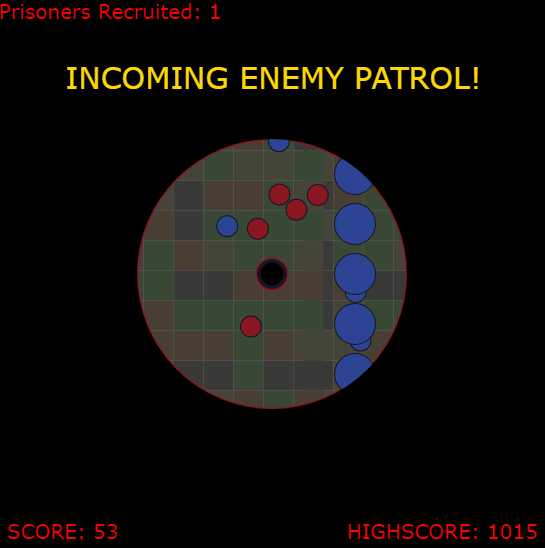 Prisoners Recruited: 1
INCOMING ENEMY PATROL!
SCORE: 53
HIGHSCORE: 1015